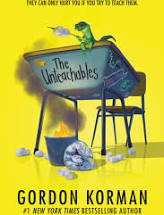 THEY CAN ONLY HURT YOU IF YOU TRY TO TEACH THEM.
The
Unteachables
GORDON KORMAN
#1 NEW YORK TIMES BESTSELLING AUTHOR